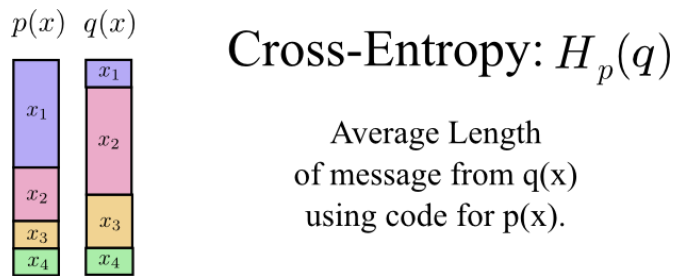 p(x) q(x)
Cross-Entropy: H_p(q)
x_1
x_2
x_3
x_4
x_1
x_2
x_3
x_4
Average Length
of message from q(x)
using code for p(x).